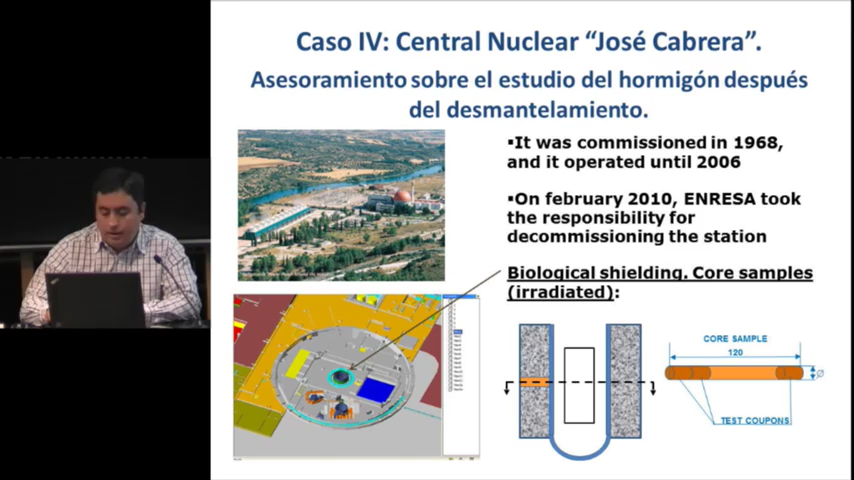 Caso IV: Central Nuclear “José Cabrera”.
Asesoramiento sobre el estudio del hormigón después
del desmantelamiento.
▪It was commissioned in 1968,
and it operated until 2006
▪On february 2010, ENRESA took
the responsibility for
decommissioning the station
Biological shielding. Core samples
(irradiated):
CORE SAMPLE
120
Ø
TEST COUPONS